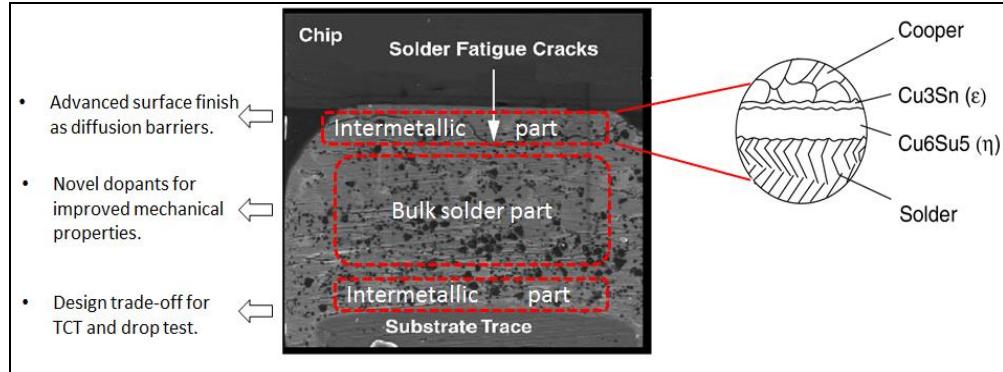 Chip
Solder Fatigue Cracks
• Advanced surface finish
as diffusion barriers.
Intermetallic part
• Novel dopants for
improved mechanical
properties.
Bulk solder part
• Design trade-off for
TCT and drop test.
Intermetallic part
Substrate Trace
Cooper
Cu3Sn (ε)
Cu6Su5 (η)
Solder